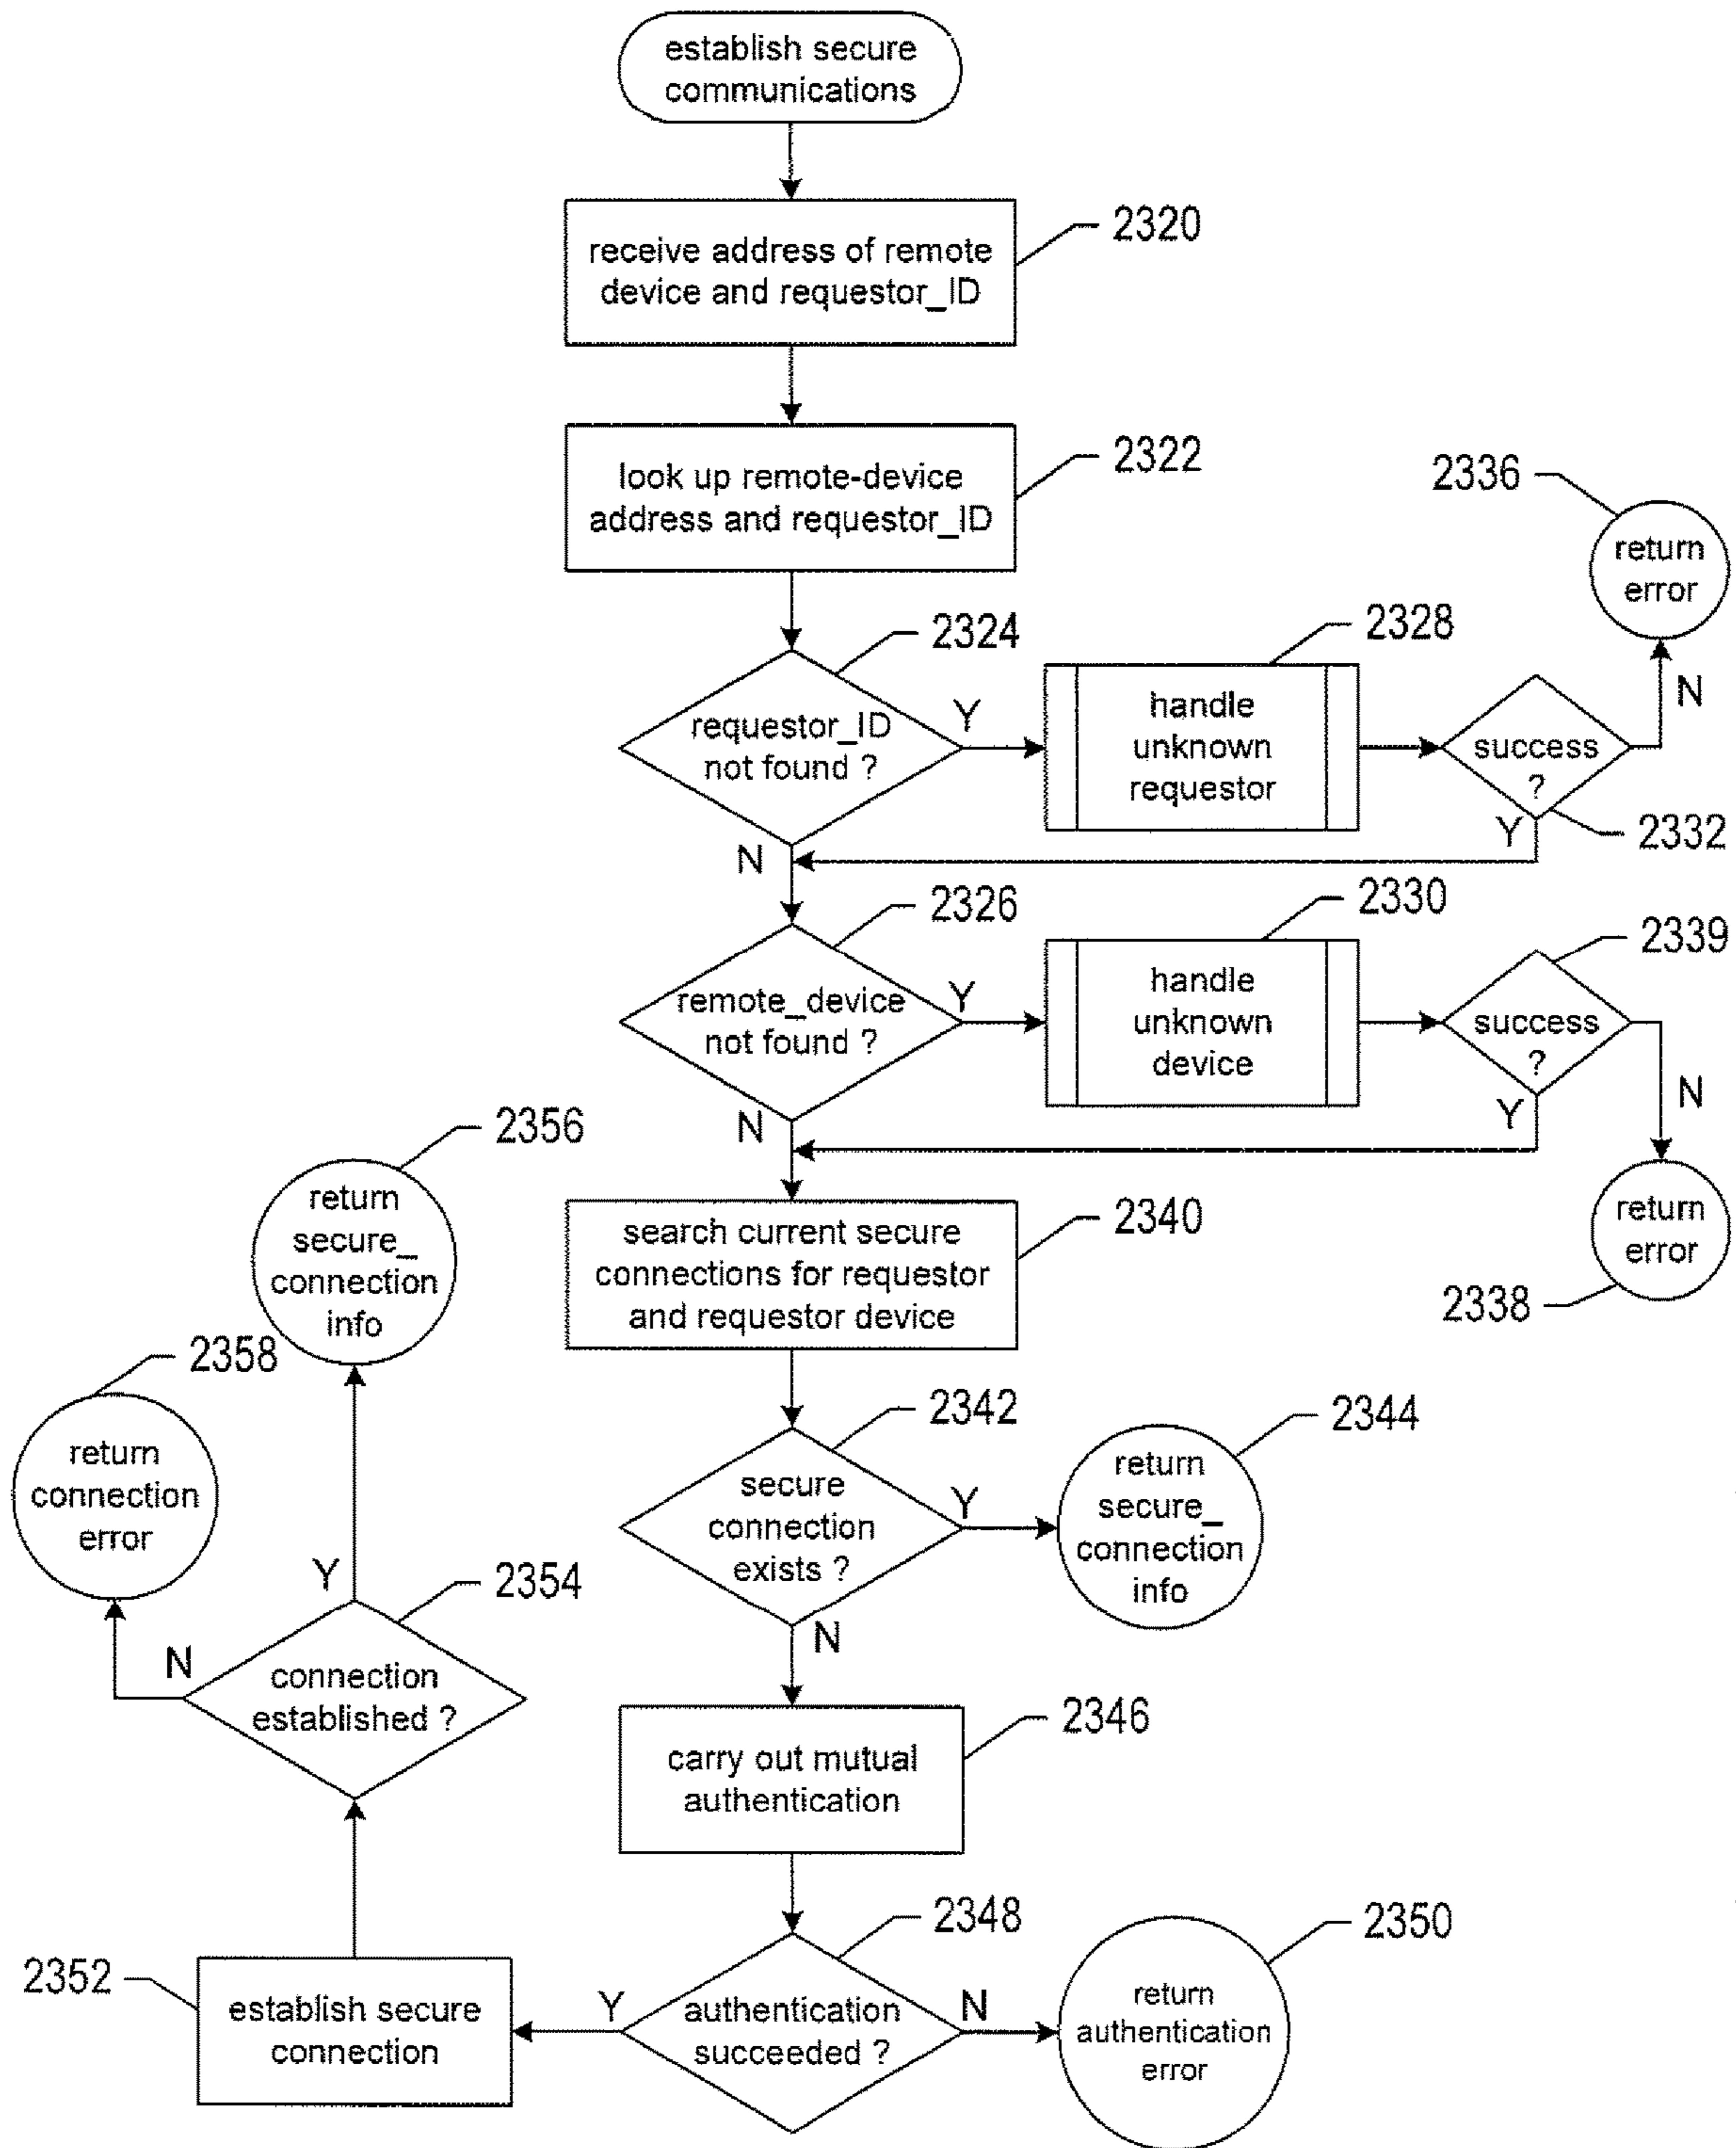 establish secure
communications
2320
receive address of remote
device and requestor_ID
2322
look up remote-device
address and requestor_ID
2336
return
error
2324
2328
requestor_ID
not found ?
Y
handle
unknown
requestor
success
?
N
2332
Y
N
2326
2330
2339
remote_device
not found ?
Y
handle
unknown
device
success
?
N
Y
N
2356
return
secure_
connection
info
2340
search current secure
connections for requestor
and requestor device
return
error
2338
2358
return
connection
error
2342
2344
secure
connection
exists ?
Y
return
secure_
connection
info
Y
2354
N
N
connection
established ?
2346
carry out mutual
authentication
2348
2350
2352
establish secure
connection
Y
authentication
succeeded ?
N
return
authentication
error